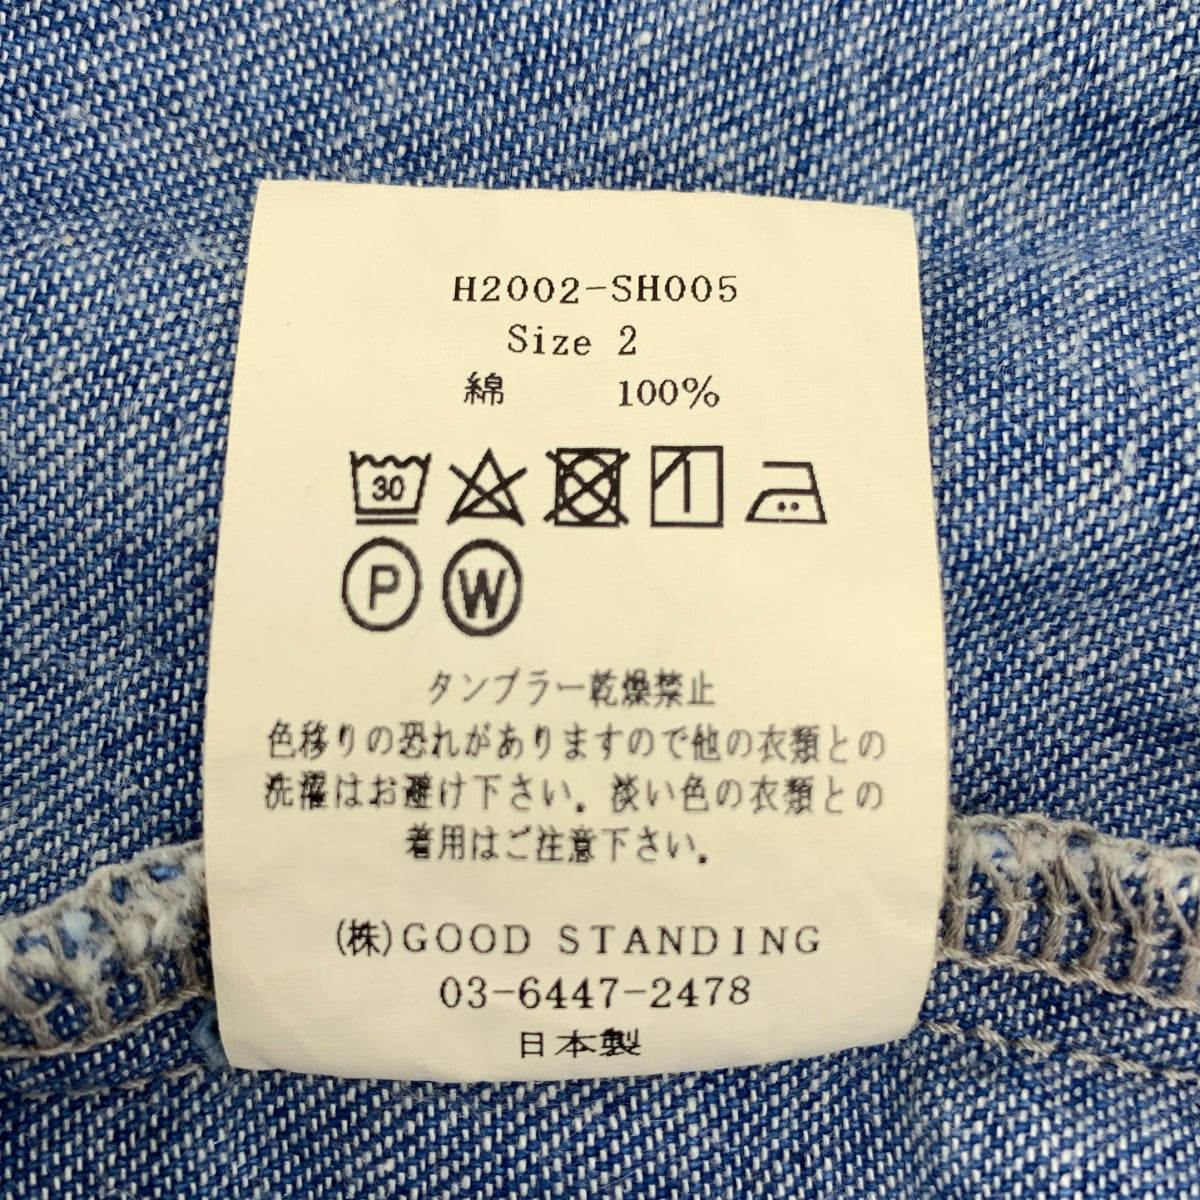 H2002-SH005
Size 2
綿 100%
30
P W
タンブラー乾燥禁止
色移りの恐れがありますので他の衣類との
洗濯はお避け下さい。淡い色の衣類との
着用はご注意下さい。
(株)GOOD STANDING
03-6447-2478
日本製